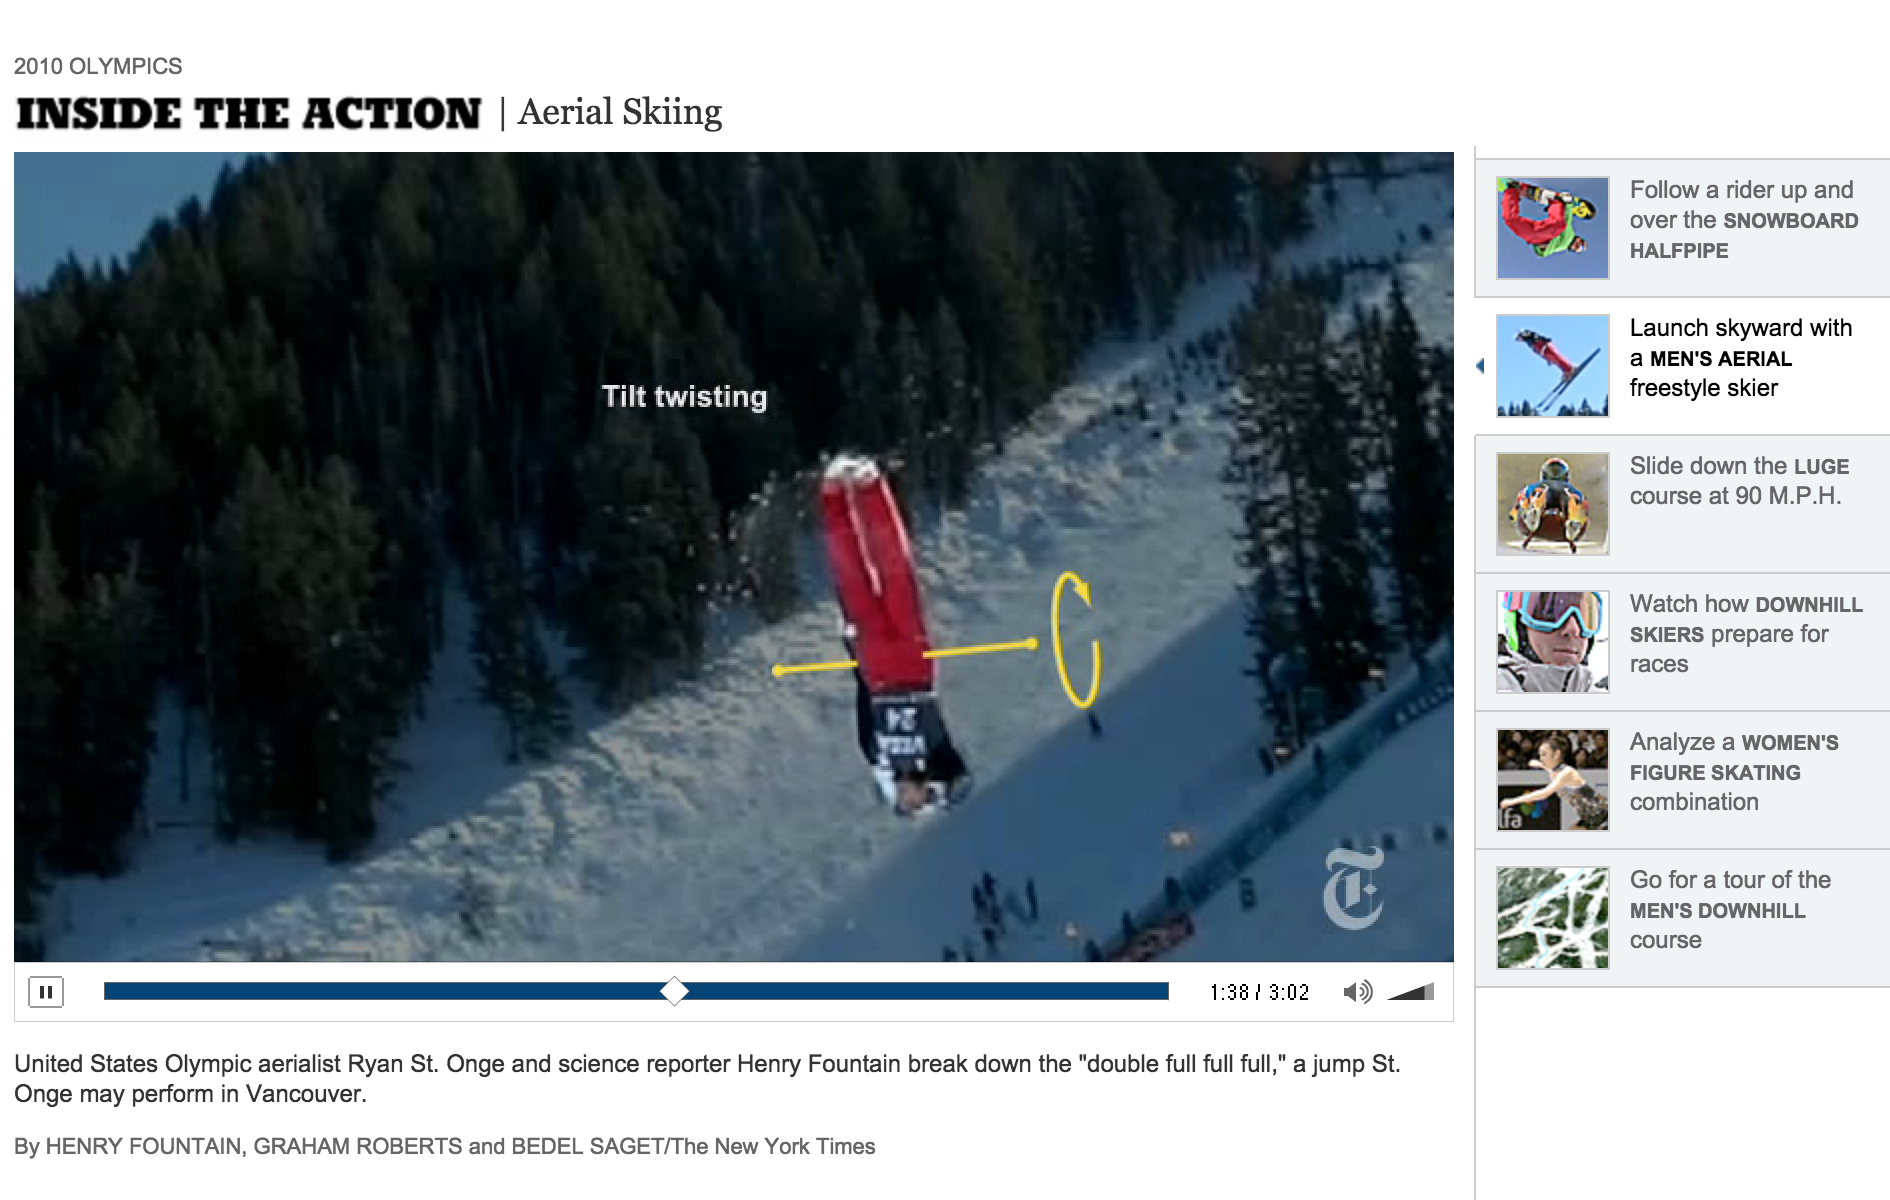 2010 OLYMPICS
INSIDE THE ACTION | Aerial Skiing
Tilt twisting
24
VISA
1:38 / 3:02
United States Olympic aerialist Ryan St. Onge and science reporter Henry Fountain break down the "double full full full," a jump St.
Onge may perform in Vancouver.
By HENRY FOUNTAIN, GRAHAM ROBERTS and BEDEL SAGET/The New York Times
Follow a rider up and
over the SNOWBOARD
HALFPIPE
Launch skyward with
a MEN'S AERIAL
freestyle skier
Slide down the LUGE
course at 90 M.P.H.
Watch how DOWNHILL
SKIERS prepare for
races
Analyze a WOMEN'S
FIGURE SKATING
combination
lfa
Go for a tour of the
MEN'S DOWNHILL
course